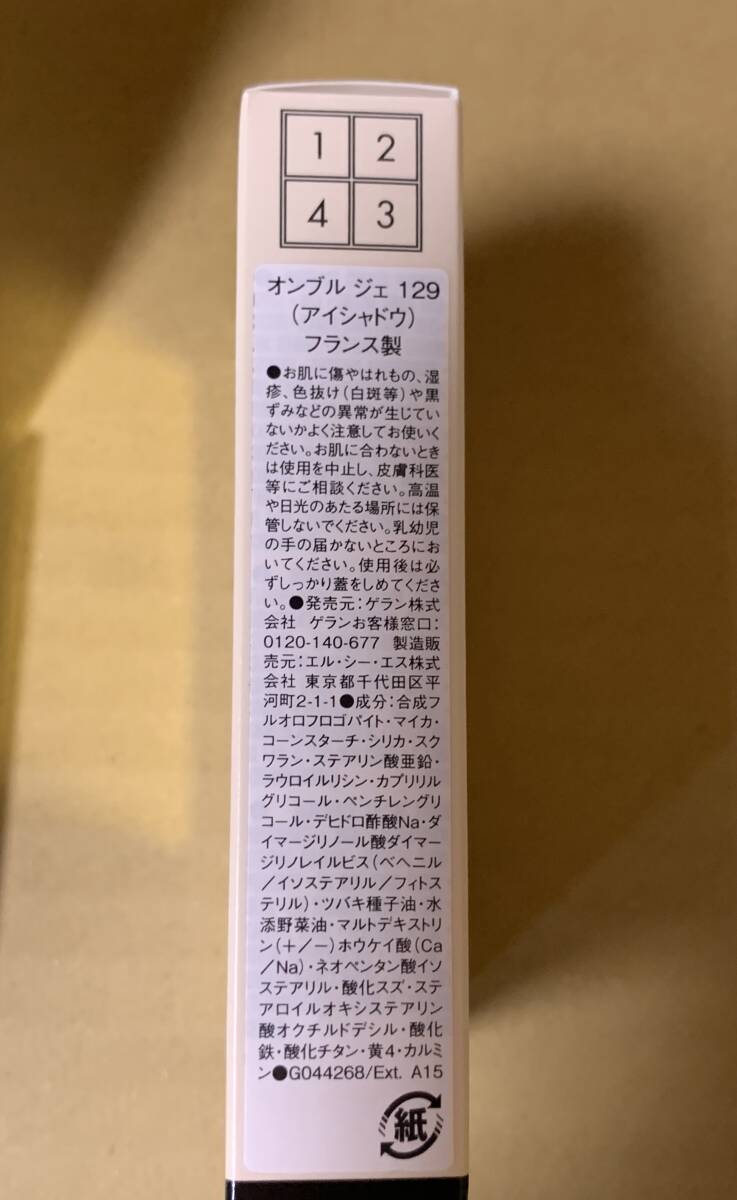 1 2
4 3
オンブル ジェ 129
（アイシャドウ）
フランス製
●お肌に傷やはれもの、湿
疹、色抜け（白斑等）や黒
ずみなどの異常が生じてい
ないかよく注意してお使いく
ださい。お肌に合わないとき
は使用を中止し、皮膚科医
等にご相談ください。高温
や日光のあたる場所には保
管しないでください。乳幼児
の手の届かないところにお
いてください。使用後は必
ずしっかり蓋をしめてくださ
い。●発売元：ゲラン株式
会社 ゲランお客様窓口：
0120-140-677 製造販
売元：エル・シー・エス株式
会社 東京都千代田区平
河町2-1-1●成分：合成フ
ルオロフロゴパイト・マイカ・
コーンスターチ・シリカ・スク
ワラン・ステアリン酸亜鉛・
ラウロイルリシン・カプリリル
グリコール・ペンチレングリ
コール・デヒドロ酢酸Na・ダ
イマージリノール酸ダイマー
ジリノレイルビス（ベヘニル
／イソステアリル／フィトス
テリル）・ツバキ種子油・水
添野菜油・マルトデキストリ
ン（＋／－）ホウケイ酸（Ca
／Na）・ネオペンタン酸イソ
ステアリル・酸化スズ・ステ
アロイルオキシステアリン
酸オクチルドデシル・酸化
鉄・酸化チタン・黄4・カルミ
ン●G044268/Ext. A15
紙